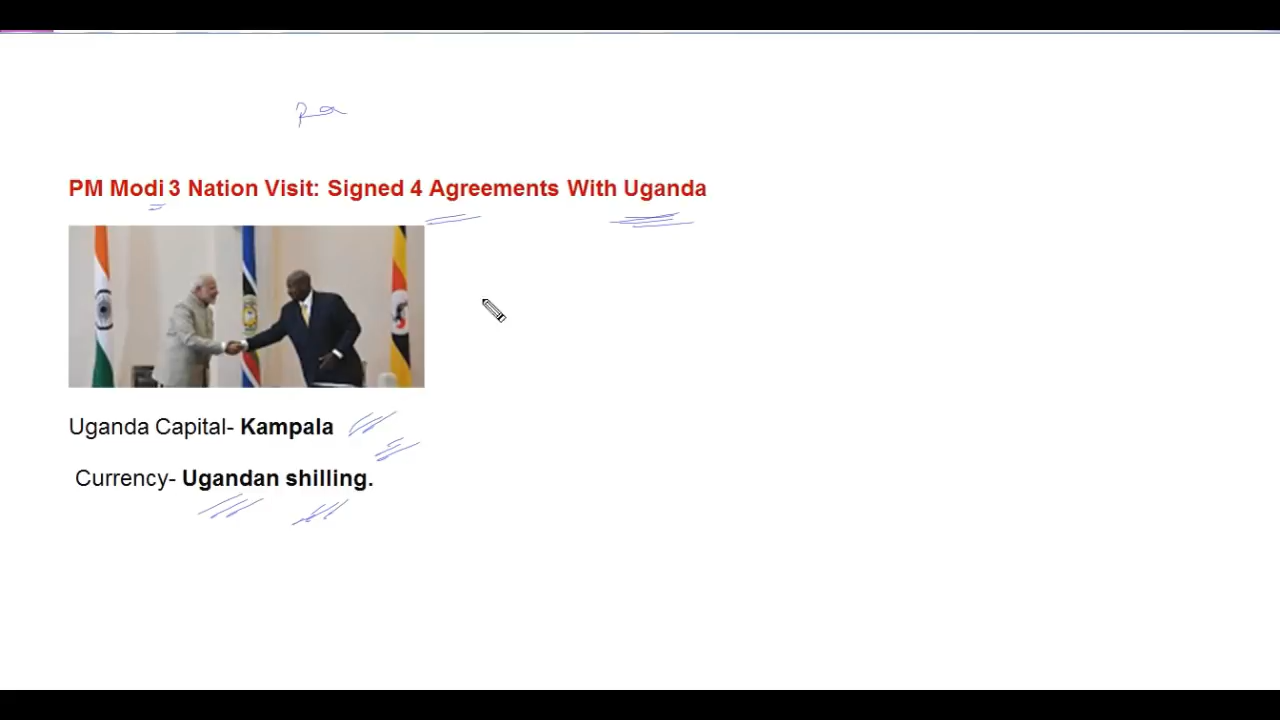 PM Modi 3 Nation Visit: Signed 4 Agreements With Uganda
Uganda Capital- Kampala
Currency- Ugandan shilling.